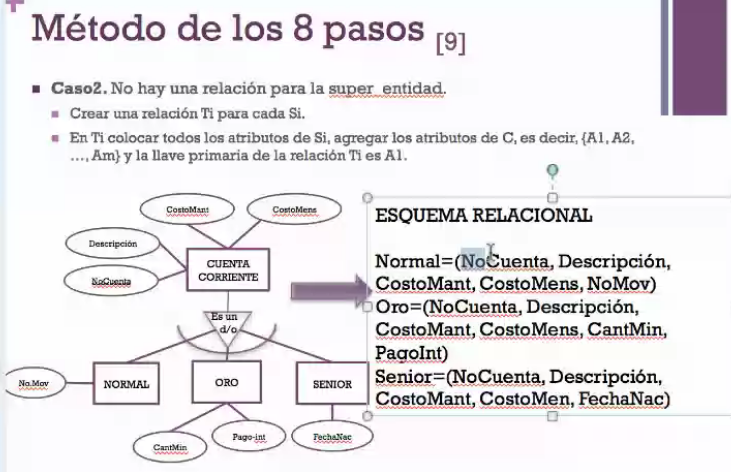 Método de los 8 pasos [9]
Caso2. No hay una relación para la super_entidad.
Crear una relación Ti para cada Si.
En Ti colocar todos los atributos de Si, agregar los atributos de C, es decir, {A1, A2,
…, Am} y la llave primaria de la relación Ti es A1.
CostoMant
CostoMens
Descripción
NoCuenta
CUENTA
CORRIENTE
Es un
d/o
No.Mov
NORMAL
ORO
SENIOR
CantMin
Pago-int
FechaNac
ESQUEMA RELACIONAL
Normal=(NoCuenta, Descripción,
CostoMant, CostoMens, NoMov)
Oro=(NoCuenta, Descripción,
CostoMant, CostoMens, CantMin,
PagoInt)
Senior=(NoCuenta, Descripción,
CostoMant, CostoMen, FechaNac)